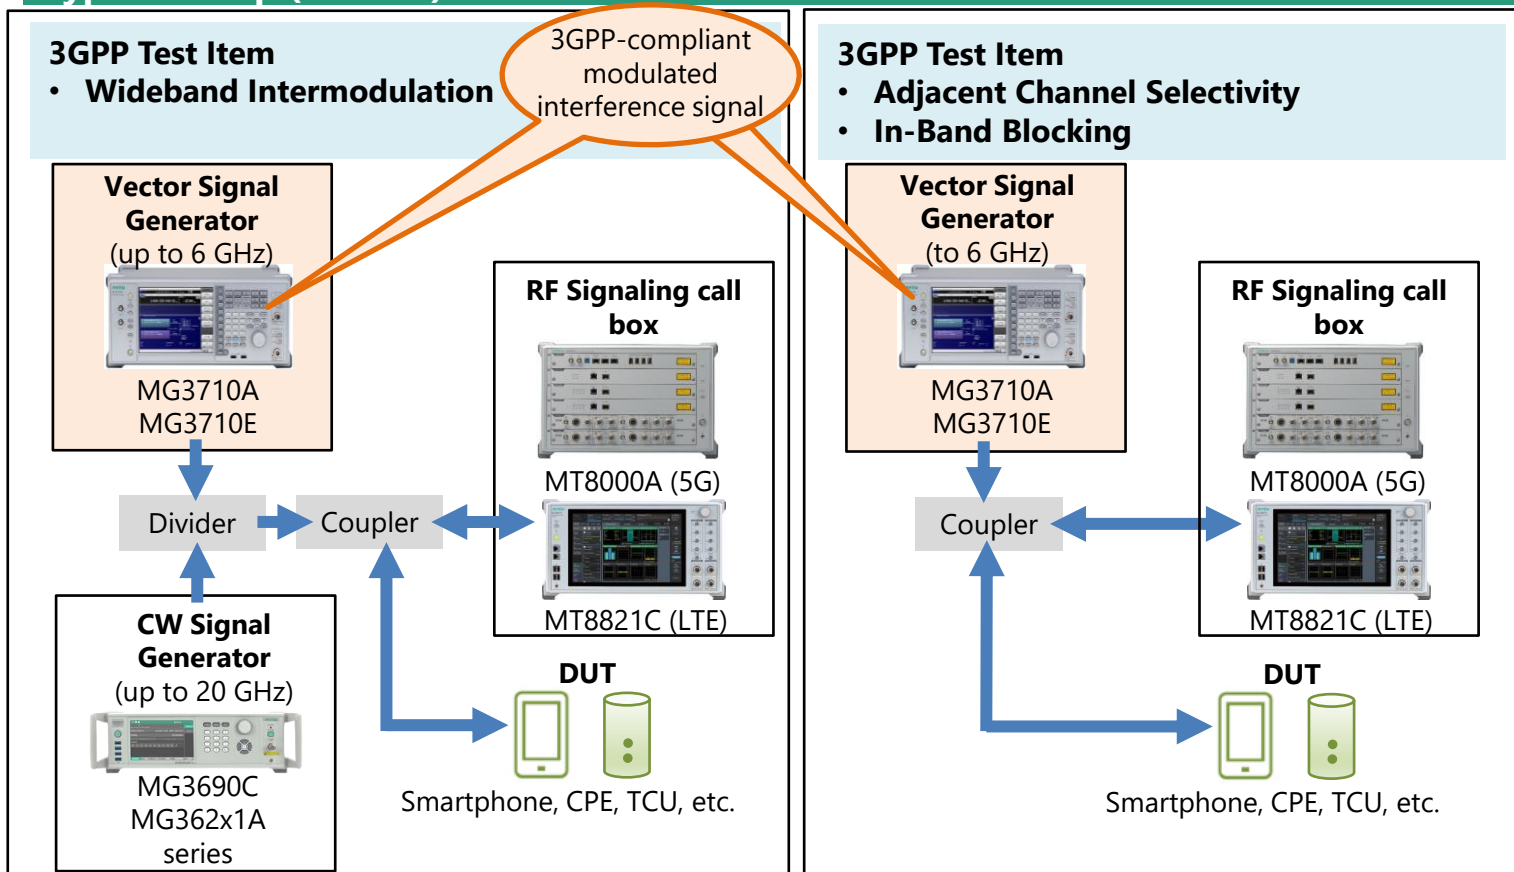 3GPP Test Item
• Wideband Intermodulation
3GPP-compliant
modulated
interference signal
Vector Signal
Generator
(up to 6 GHz)
MG3710A
MG3710E
Divider
Coupler
CW Signal
Generator
(up to 20 GHz)
MG3690C
MG362x1A
series
RF Signaling call
box
MT8000A (5G)
MT8821C (LTE)
DUT
Smartphone, CPE, TCU, etc.
3GPP Test Item
• Adjacent Channel Selectivity
• In-Band Blocking
Vector Signal
Generator
(to 6 GHz)
MG3710A
MG3710E
Coupler
RF Signaling call
box
MT8000A (5G)
MT8821C (LTE)
DUT
Smartphone, CPE, TCU, etc.